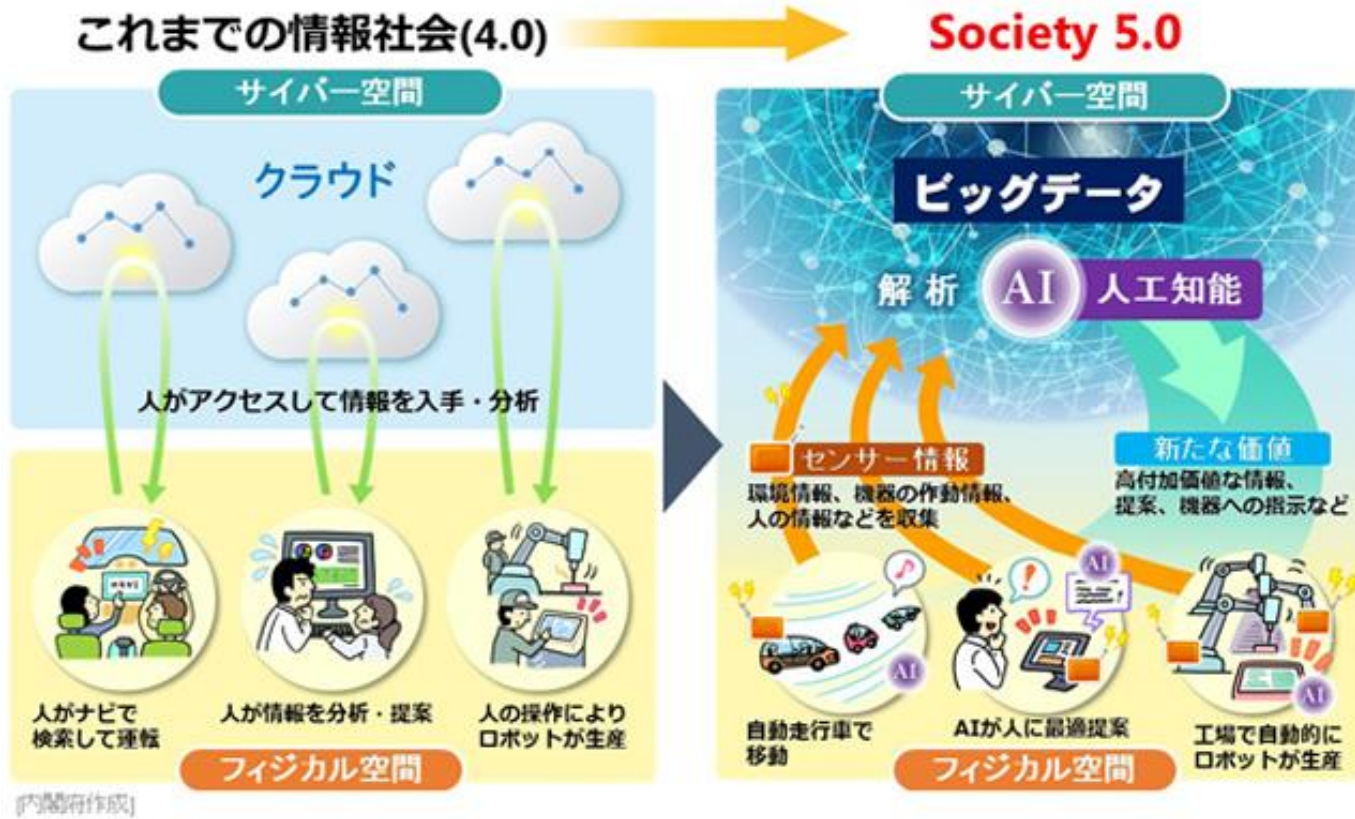 これまでの情報社会(4.0)
Society 5.0
サイバー空間
クラウド
人がアクセスして情報を入手・分析
人がナビで
検索して運転
人が情報を分析・提案
人の操作により
ロボットが生産
フィジカル空間
サイバー空間
ビッグデータ
解析
AI
人工知能
センサー情報
環境情報、機器の作動情報、
人の情報などを収集
新たな価値
高付加価値な情報、
提案、機器への指示など
AI
AI
AI
自動走行車で
移動
AIが人に最適提案
工場で自動的に
ロボットが生産
フィジカル空間
[内閣府作成]